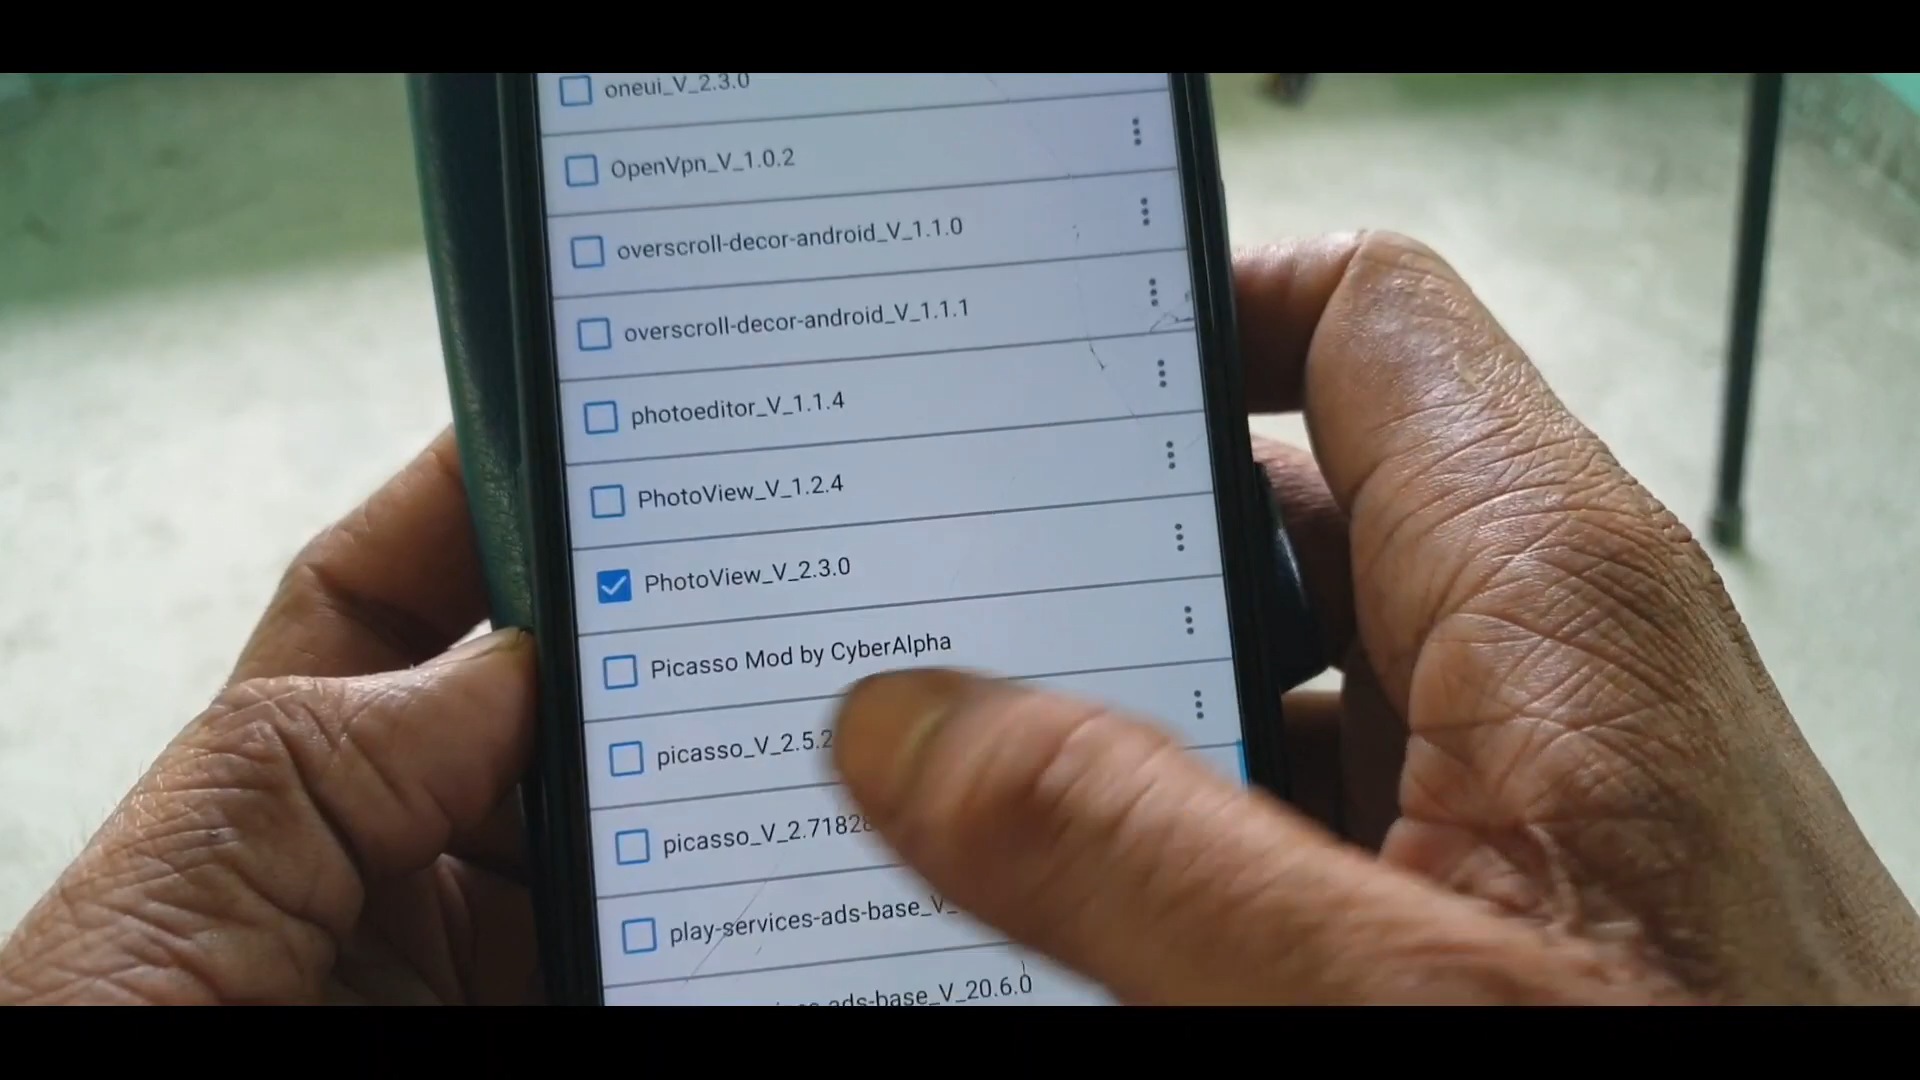 oneui_V_2.3.0
OpenVpn_V_1.0.2
overscroll-decor-android_V_1.1.0
overscroll-decor-android_V_1.1.1
photoeditor_V_1.1.4
PhotoView_V_1.2.4
PhotoView_V_2.3.0
Picasso Mod by CyberAlpha
picasso_V_2.5.2
picasso_V_2.71828
play-services-ads-base_V_
ads-base_V_20.6.0